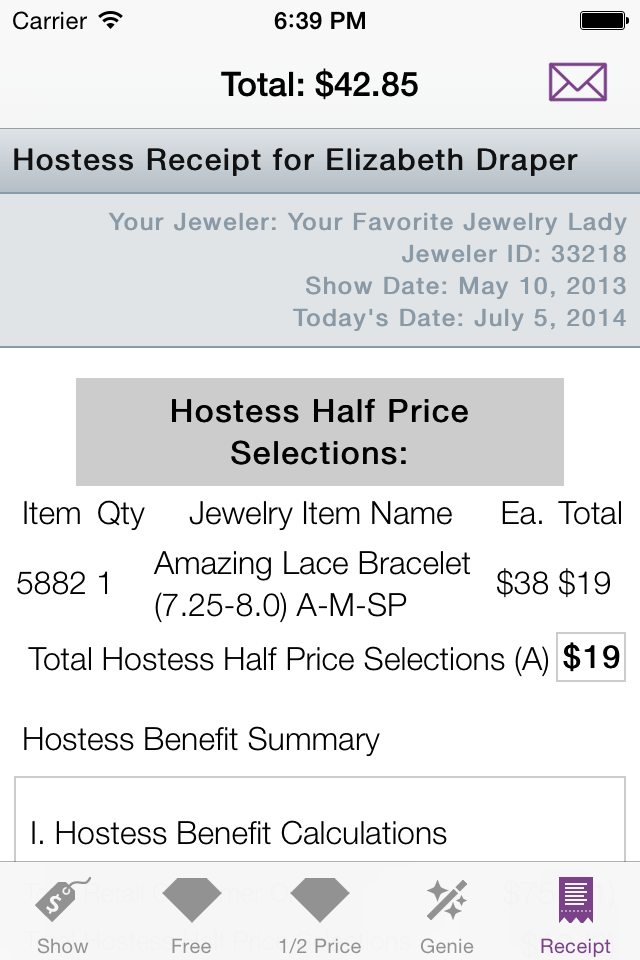 Carrier 6:39 PM
Total: $42.85
Hostess Receipt for Elizabeth Draper
Your Jeweler: Your Favorite Jewelry Lady
Jeweler ID: 33218
Show Date: May 10, 2013
Today's Date: July 5, 2014
Hostess Half Price
Selections:
Item Qty Jewelry Item Name Ea. Total
5882 1 Amazing Lace Bracelet $38 $19
(7.25-8.0) A-M-SP
Total Hostess Half Price Selections (A) $19
Hostess Benefit Summary
I. Hostess Benefit Calculations
Show Free 1/2 Price Genie Receipt